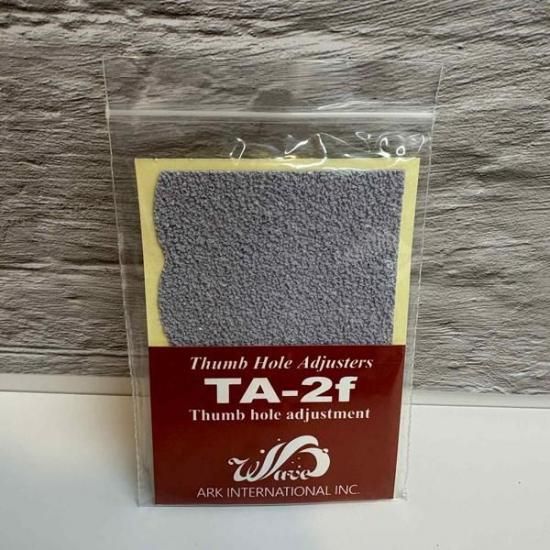 Thumb Hole Adjusters
TA-2f
Thumb hole adjustment
Wave
ARK INTERNATIONAL INC.